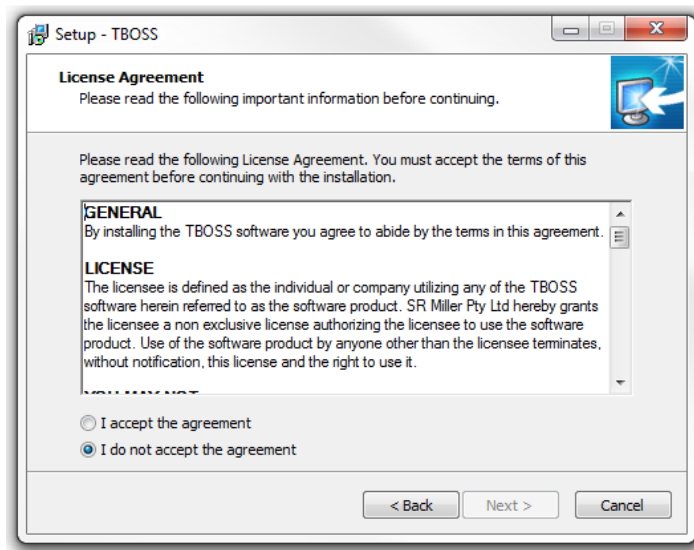 Setup - TBOSS
License Agreement
Please read the following important information before continuing.
Please read the following License Agreement. You must accept the terms of this
agreement before continuing with the installation.
GENERAL
By installing the TBOSS software you agree to abide by the terms in this agreement.
LICENSE
The licensee is defined as the individual or company utilizing any of the TBOSS
software herein referred to as the software product. SR Miller Pty Ltd hereby grants
the licensee a non exclusive license authorizing the licensee to use the software
product. Use of the software product by anyone other than the licensee terminates,
without notification, this license and the right to use it.
YOU MAY NOT
I accept the agreement
I do not accept the agreement
< Back
Next >
Cancel